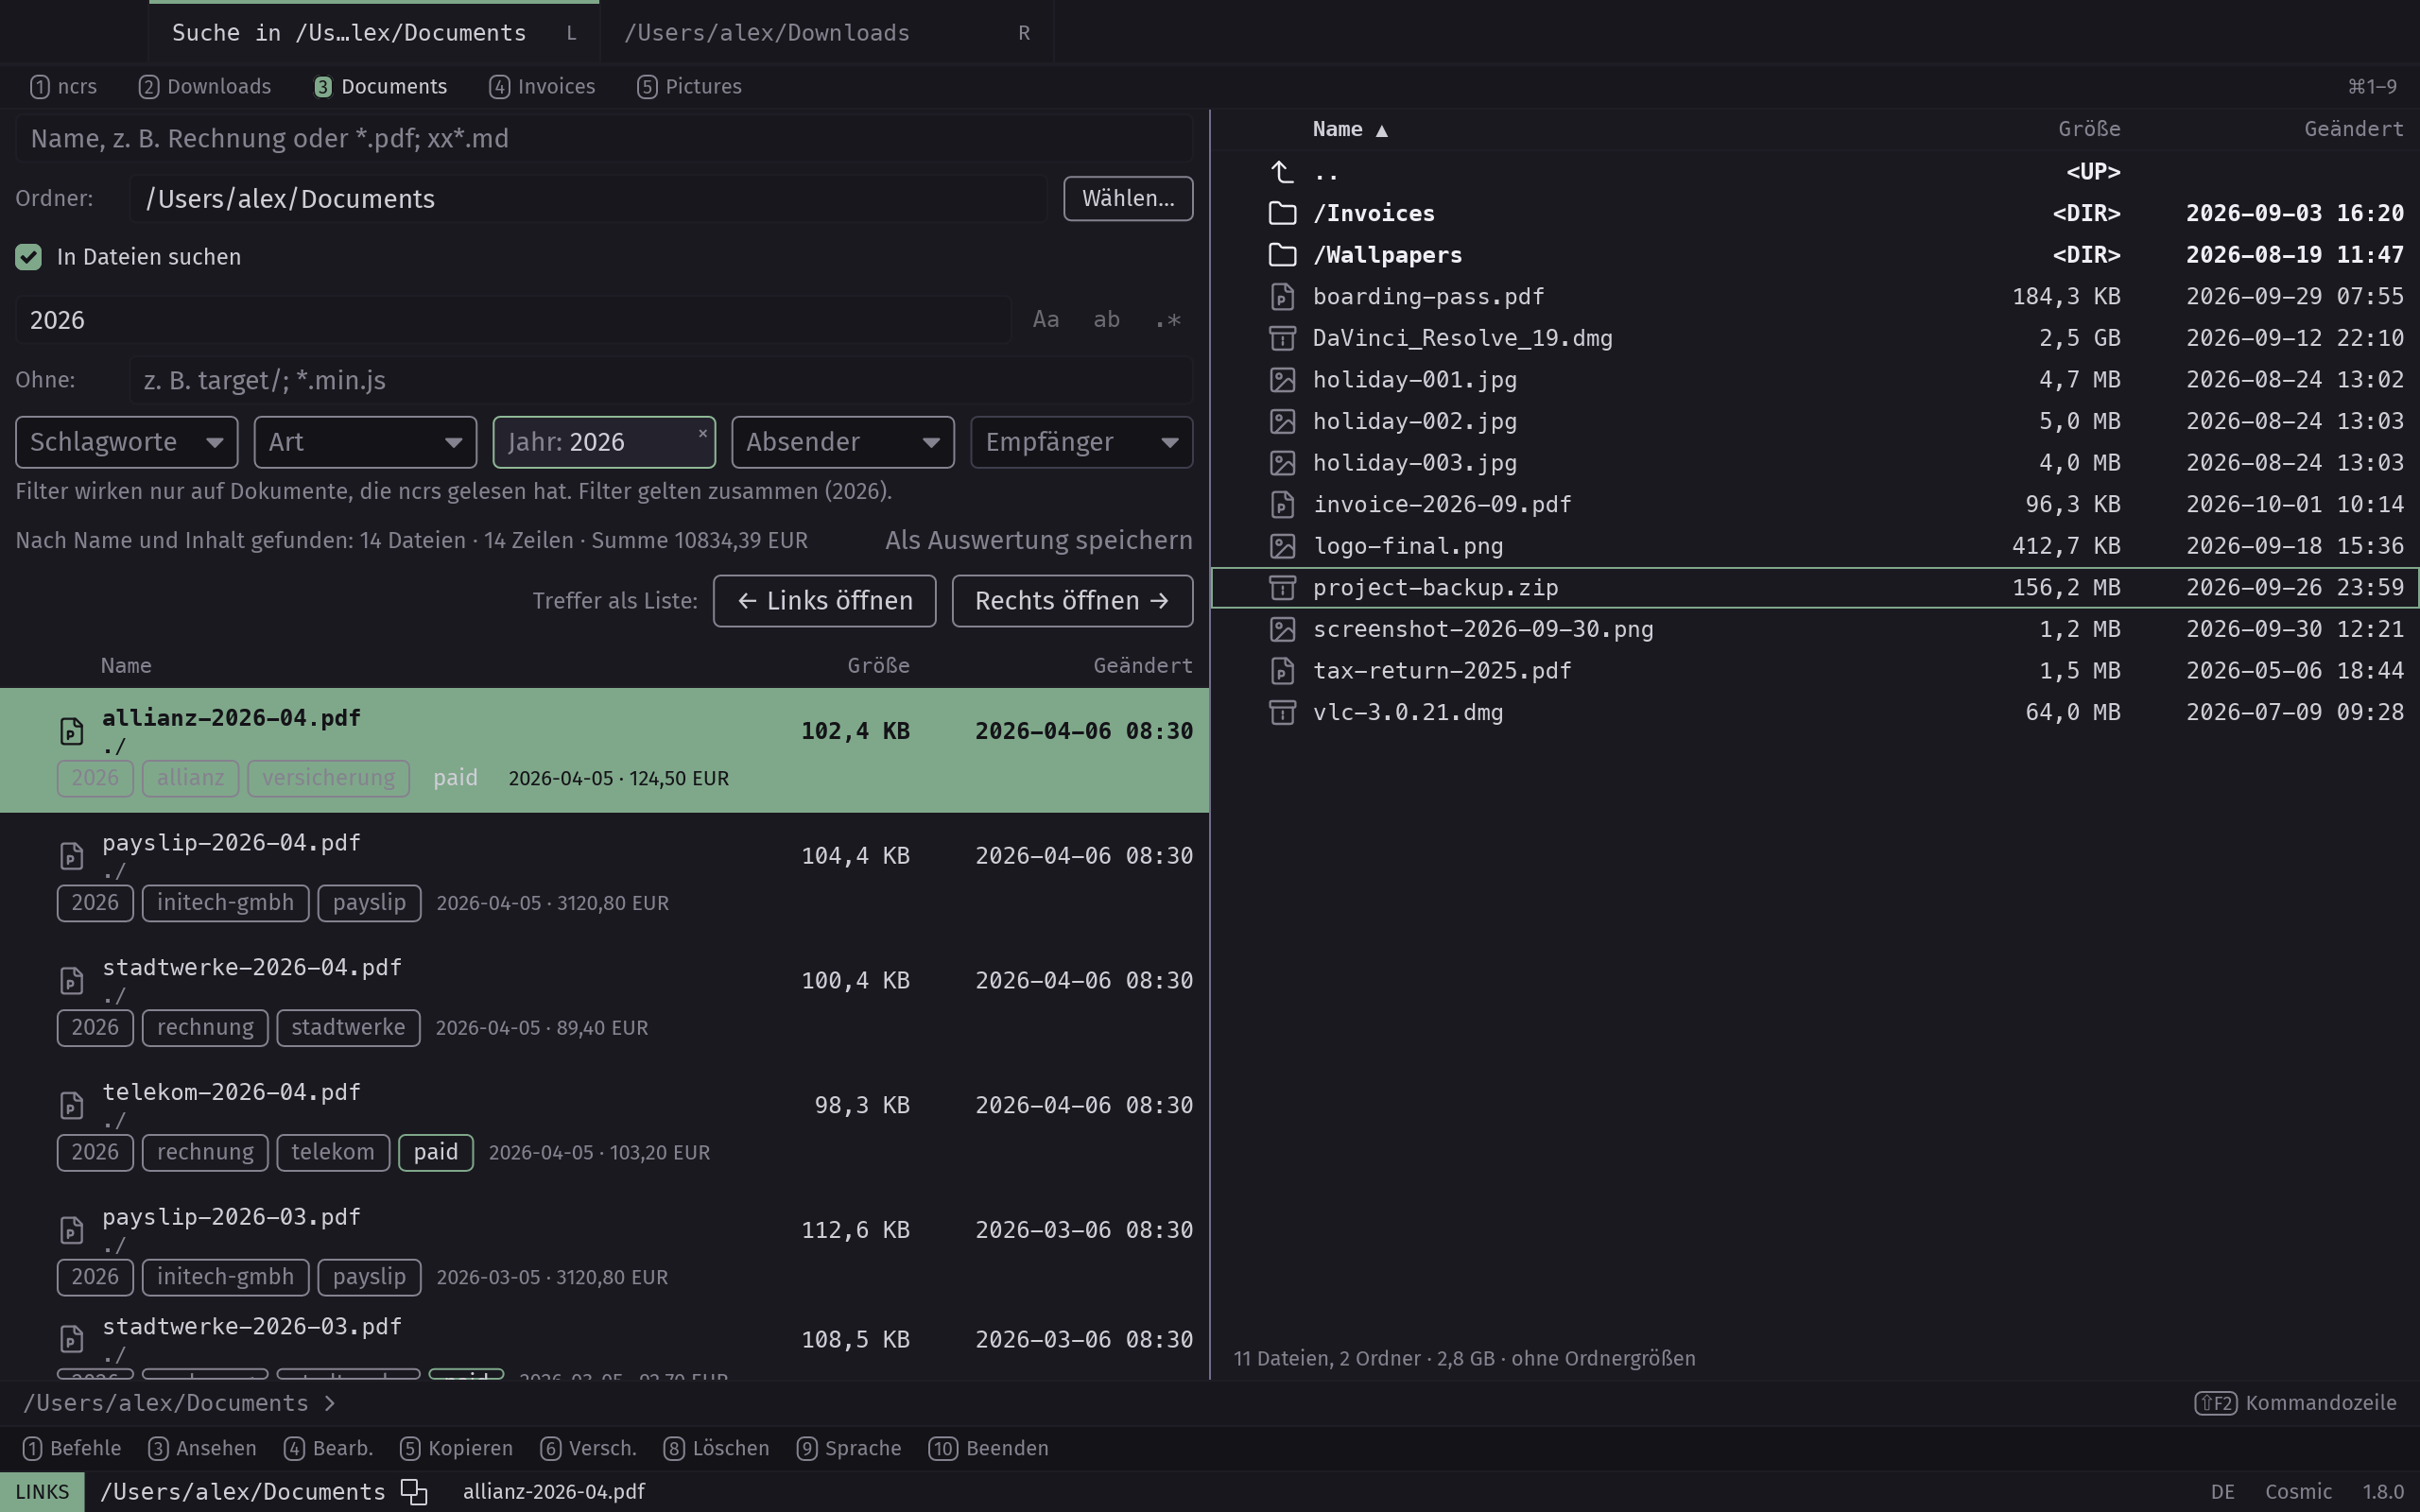 Suche in /Us…lex/Documents L /Users/alex/Downloads R
1 ncrs 2 Downloads 3 Documents 4 Invoices 5 Pictures ⌘1–9
Name, z. B. Rechnung oder *.pdf; xx*.md
Ordner: /Users/alex/Documents Wählen…
In Dateien suchen
2026 Aa ab .*
Ohne: z. B. target/; *.min.js
Schlagworte Art Jahr: 2026 × Absender Empfänger
Filter wirken nur auf Dokumente, die ncrs gelesen hat. Filter gelten zusammen (2026).
Nach Name und Inhalt gefunden: 14 Dateien · 14 Zeilen · Summe 10834,39 EUR Als Auswertung speichern
Treffer als Liste: ← Links öffnen Rechts öffnen →
Name Größe Geändert
allianz-2026-04.pdf 102,4 KB 2026-04-06 08:30
./
2026 allianz versicherung paid 2026-04-05 · 124,50 EUR
payslip-2026-04.pdf 104,4 KB 2026-04-06 08:30
./
2026 initech-gmbh payslip 2026-04-05 · 3120,80 EUR
stadtwerke-2026-04.pdf 100,4 KB 2026-04-06 08:30
./
2026 rechnung stadtwerke 2026-04-05 · 89,40 EUR
telekom-2026-04.pdf 98,3 KB 2026-04-06 08:30
./
2026 rechnung telekom paid 2026-04-05 · 103,20 EUR
payslip-2026-03.pdf 112,6 KB 2026-03-06 08:30
./
2026 initech-gmbh payslip 2026-03-05 · 3120,80 EUR
stadtwerke-2026-03.pdf 108,5 KB 2026-03-06 08:30
./
Name ▲ Größe Geändert
.. <UP>
/Invoices <DIR> 2026-09-03 16:20
/Wallpapers <DIR> 2026-08-19 11:47
boarding-pass.pdf 184,3 KB 2026-09-29 07:55
DaVinci_Resolve_19.dmg 2,5 GB 2026-09-12 22:10
holiday-001.jpg 4,7 MB 2026-08-24 13:02
holiday-002.jpg 5,0 MB 2026-08-24 13:03
holiday-003.jpg 4,0 MB 2026-08-24 13:03
invoice-2026-09.pdf 96,3 KB 2026-10-01 10:14
logo-final.png 412,7 KB 2026-09-18 15:36
project-backup.zip 156,2 MB 2026-09-26 23:59
screenshot-2026-09-30.png 1,2 MB 2026-09-30 12:21
tax-return-2025.pdf 1,5 MB 2026-05-06 18:44
vlc-3.0.21.dmg 64,0 MB 2026-07-09 09:28
11 Dateien, 2 Ordner · 2,8 GB · ohne Ordnergrößen
/Users/alex/Documents > ⇧F2 Kommandozeile
1 Befehle 3 Ansehen 4 Bearb. 5 Kopieren 6 Versch. 8 Löschen 9 Sprache 10 Beenden
LINKS /Users/alex/Documents allianz-2026-04.pdf DE Cosmic 1.8.0